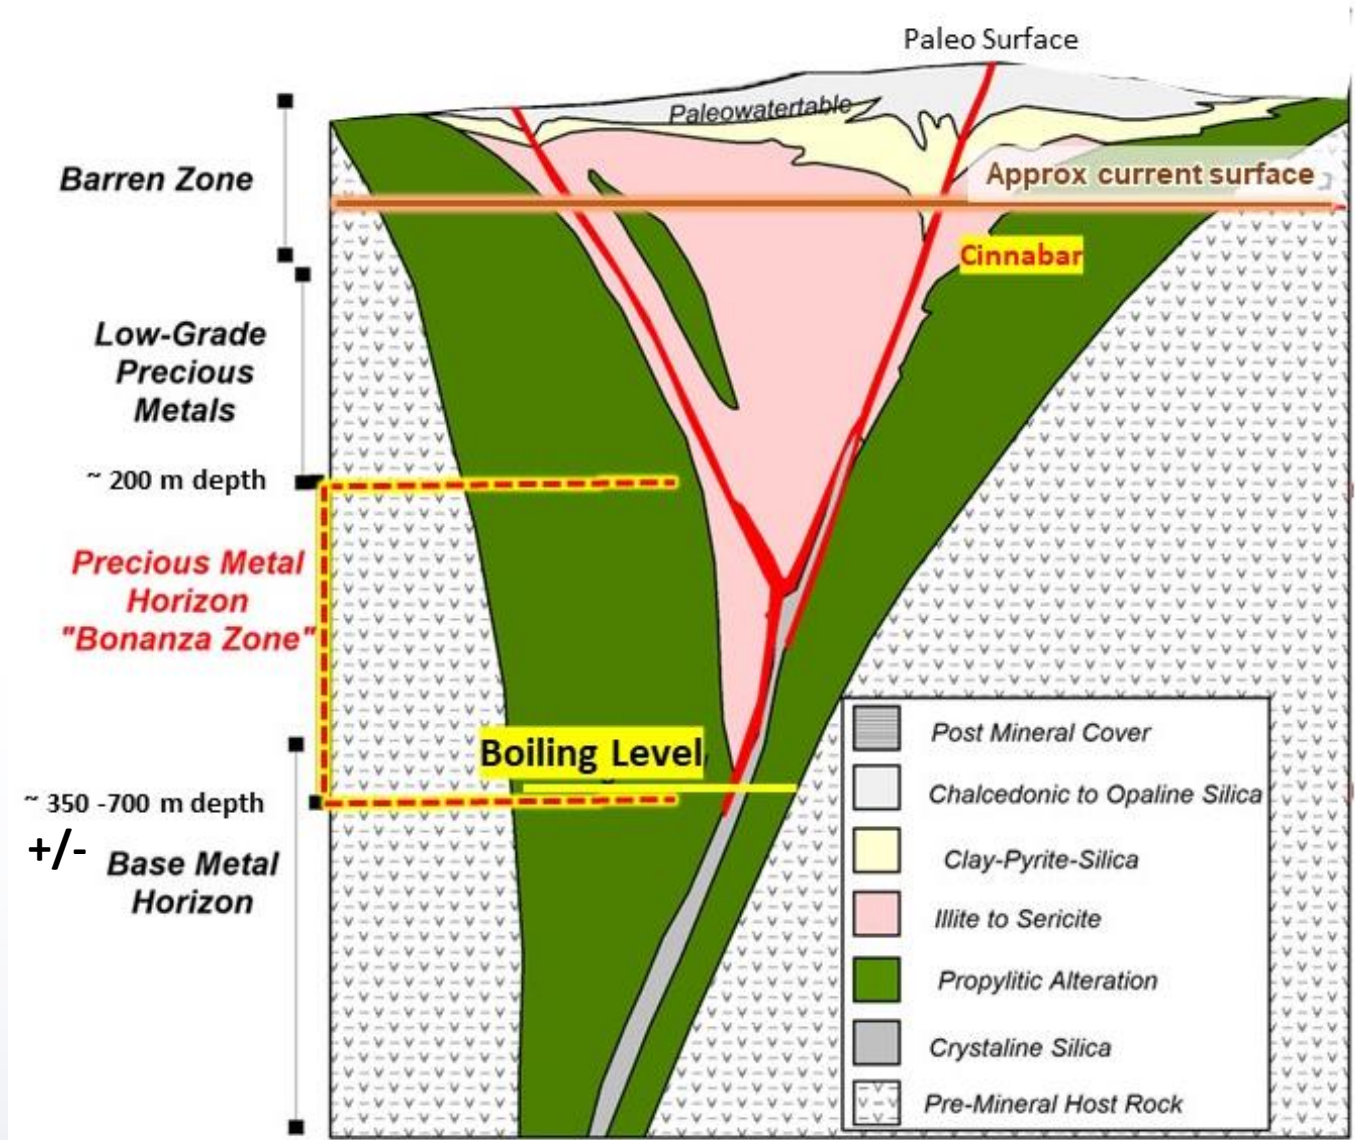 Paleo Surface
Paleowatertable
Barren Zone
Approx current surface
Cinnabar
Low-Grade
Precious
Metals
~ 200 m depth
Precious Metal
Horizon
"Bonanza Zone"
Boiling Level
~ 350 -700 m depth
+/-
Base Metal
Horizon
Post Mineral Cover
Chalcedonic to Opaline Silica
Clay-Pyrite-Silica
Illite to Sericite
Propylitic Alteration
Crystaline Silica
Pre-Mineral Host Rock